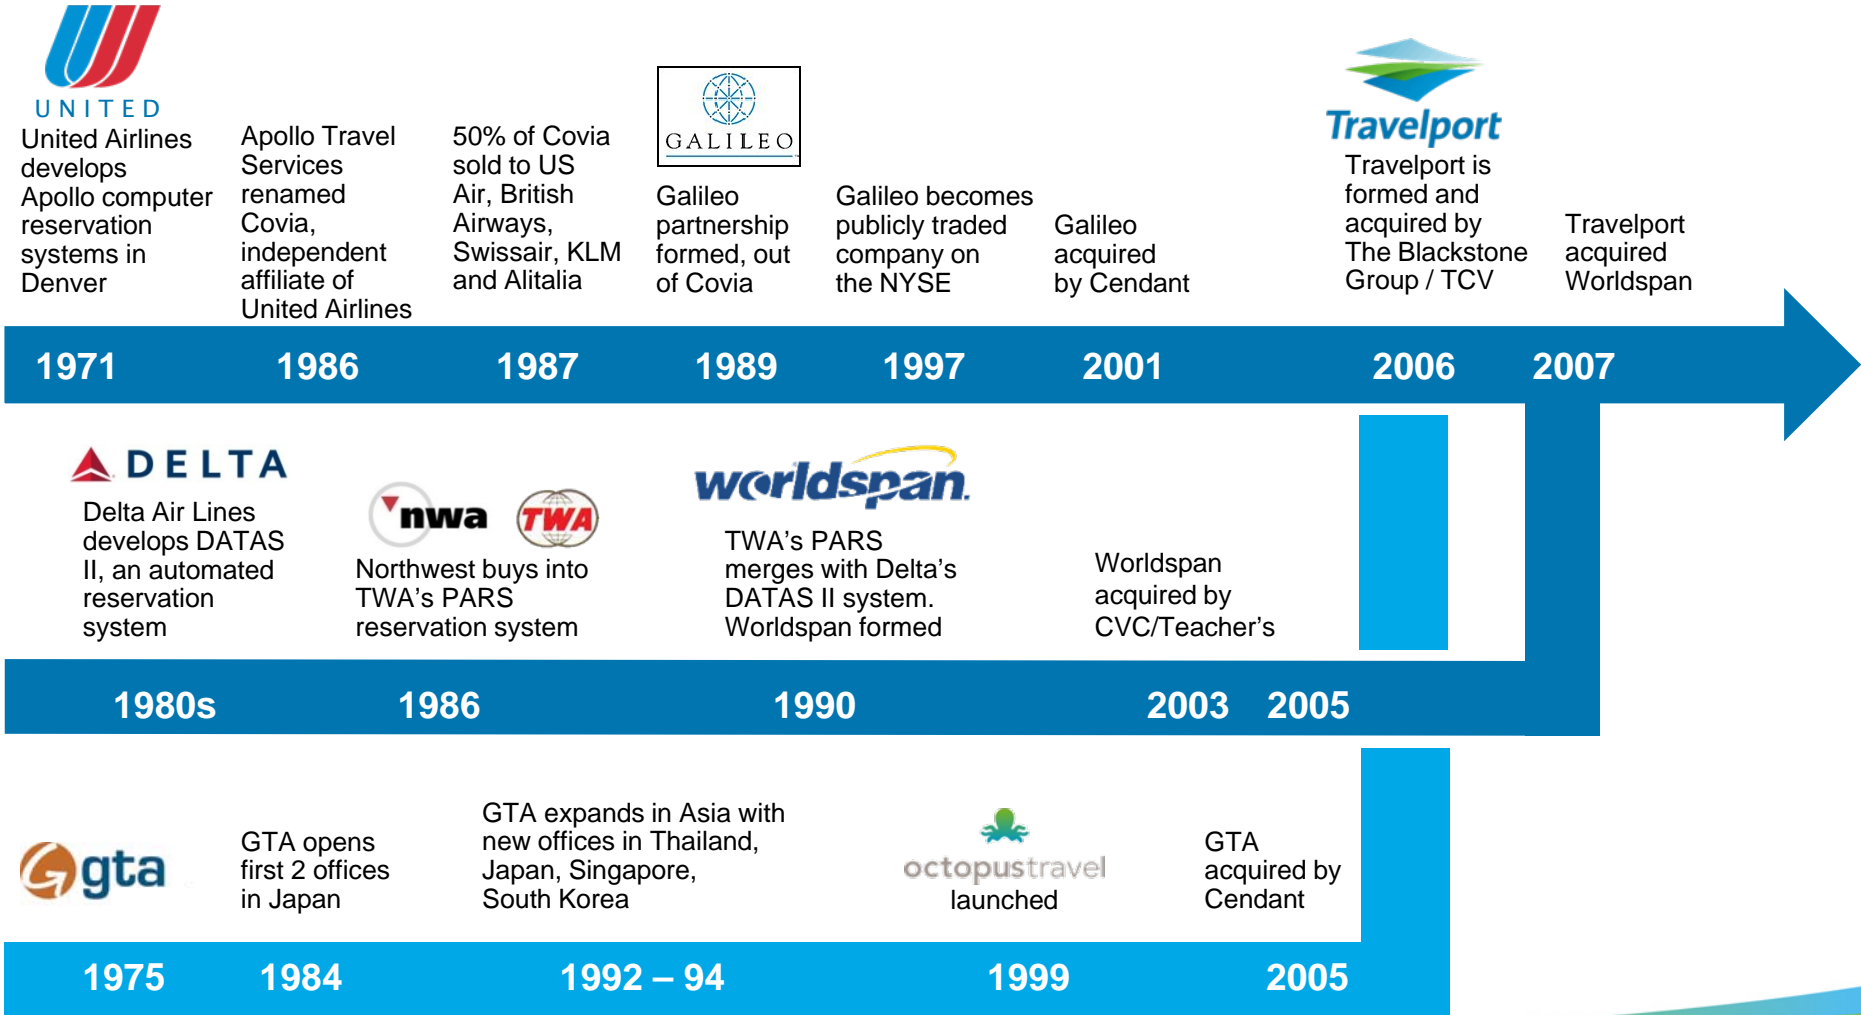 UNITED
United Airlines
develops
Apollo computer
reservation
systems in
Denver
Apollo Travel
Services
renamed
Covia,
independent
affiliate of
United Airlines
50% of Covia
sold to US
Air, British
Airways,
Swissair, KLM
and Alitalia
GALILEO
Galileo
partnership
formed, out
of Covia
Galileo becomes
publicly traded
company on
the NYSE
Galileo
acquired
by Cendant
Travelport
Travelport is
formed and
acquired by
The Blackstone
Group / TCV
Travelport
acquired
Worldspan
1971
1986
1987
1989
1997
2001
2006
2007
DELTA
Delta Air Lines
develops DATAS
II, an automated
reservation
system
nwa
TWA
Northwest buys into
TWA's PARS
reservation system
worldspan.
TWA's PARS
merges with Delta's
DATAS II system.
Worldspan formed
Worldspan
acquired by
CVC/Teacher's
1980s
1986
1990
2003
2005
gta
GTA opens
first 2 offices
in Japan
GTA expands in Asia with
new offices in Thailand,
Japan, Singapore,
South Korea
octopustravel
launched
GTA
acquired by
Cendant
1975
1984
1992 – 94
1999
2005